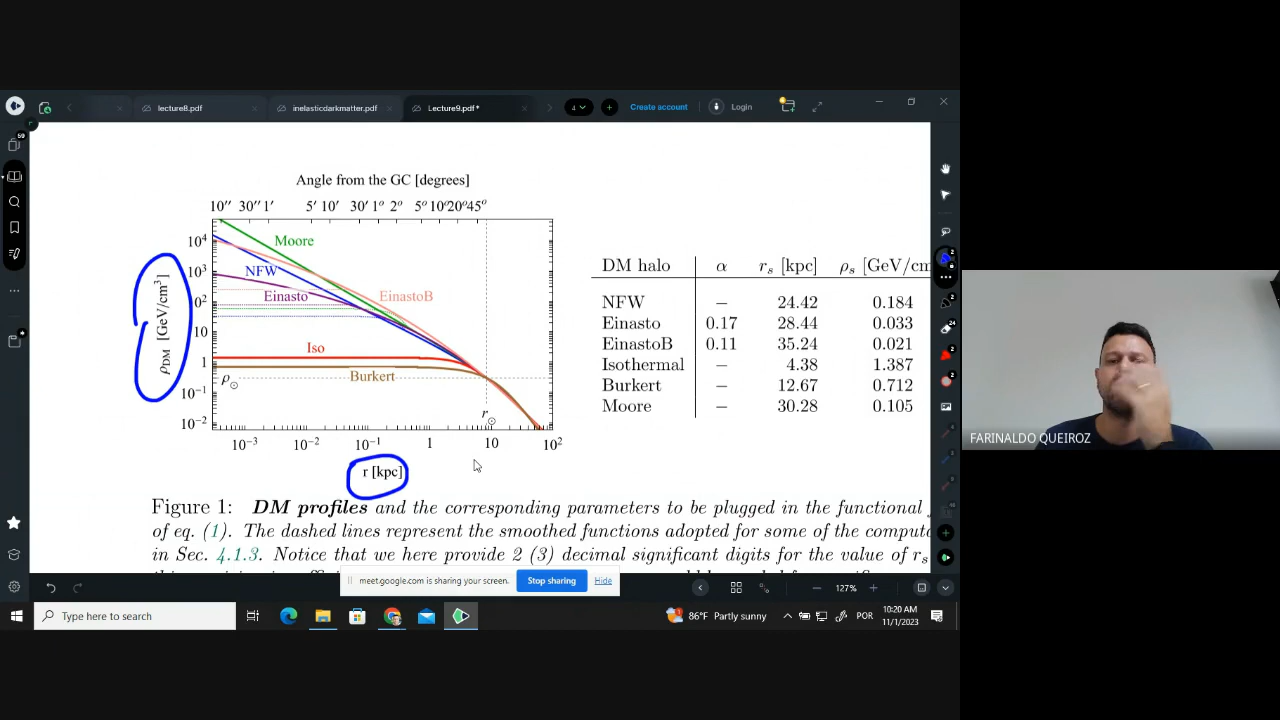 lecture8.pdf
inelasticdarkmatter.pdf
Lecture9.pdf*
4
Create account
Login
59
Angle from the GC [degrees]
10″ 30″ 1′ 5′ 10′ 30′ 1° 2° 5° 10° 20° 45°
10⁴
10³
10²
10
1
10⁻¹
10⁻²
ρDM [GeV/cm³]
Moore
NFW
Einasto
EinastoB
Iso
Burkert
ρ⊙
r⊙
10⁻³ 10⁻² 10⁻¹ 1 10 10²
r [kpc]
DM halo α rs [kpc] ρs [GeV/cm
NFW – 24.42 0.184
Einasto 0.17 28.44 0.033
EinastoB 0.11 35.24 0.021
Isothermal – 4.38 1.387
Burkert – 12.67 0.712
Moore – 30.28 0.105
Figure 1: DM profiles and the corresponding parameters to be plugged in the functional
of eq. (1). The dashed lines represent the smoothed functions adopted for some of the comput
in Sec. 4.1.3. Notice that we here provide 2 (3) decimal significant digits for the value of rs
meet.google.com is sharing your screen.
Stop sharing
Hide
127%
Type here to search
86°F Partly sunny
POR
10:20 AM
11/1/2023
FARINALDO QUEIROZ